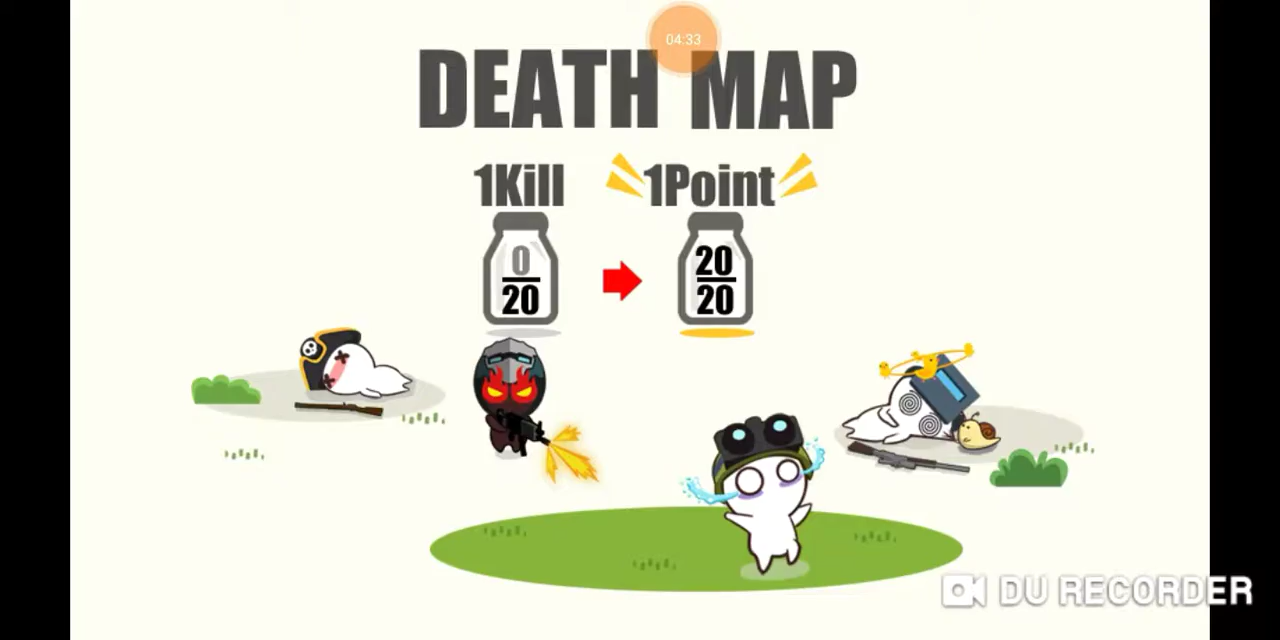 04:33
DEATH MAP
1Kill 1Point
0 20
20 20
DU RECORDER